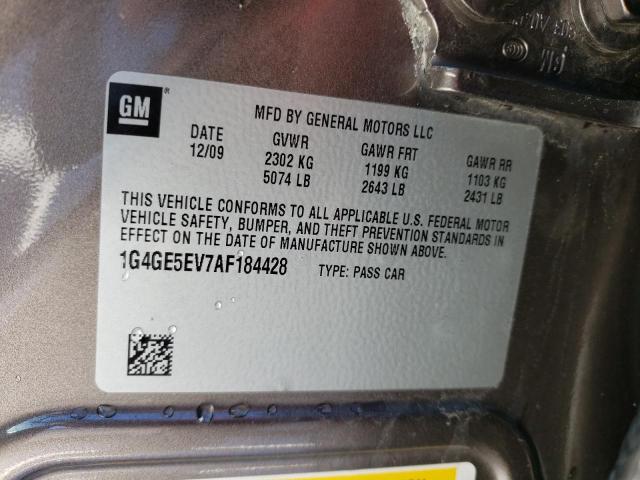 GM®
MFD BY GENERAL MOTORS LLC
DATE GVWR GAWR FRT GAWR RR
12/09 2302 KG 1199 KG 1103 KG
5074 LB 2643 LB 2431 LB
THIS VEHICLE CONFORMS TO ALL APPLICABLE U.S. FEDERAL MOTOR
VEHICLE SAFETY, BUMPER, AND THEFT PREVENTION STANDARDS IN
EFFECT ON THE DATE OF MANUFACTURE SHOWN ABOVE.
1G4GE5EV7AF184428 TYPE: PASS CAR